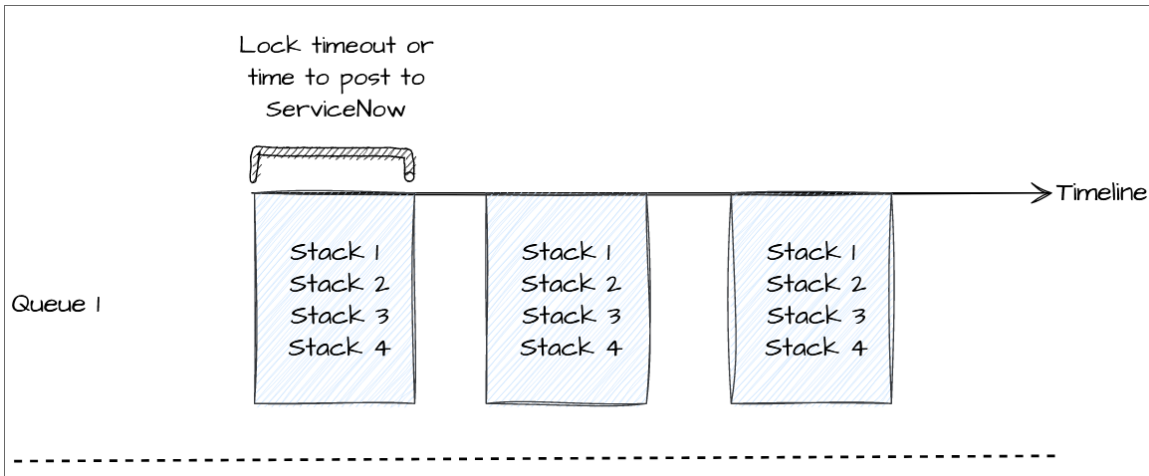 Lock timeout or
time to post to
ServiceNow
Timeline
Queue 1
Stack 1
Stack 2
Stack 3
Stack 4
Stack 1
Stack 2
Stack 3
Stack 4
Stack 1
Stack 2
Stack 3
Stack 4